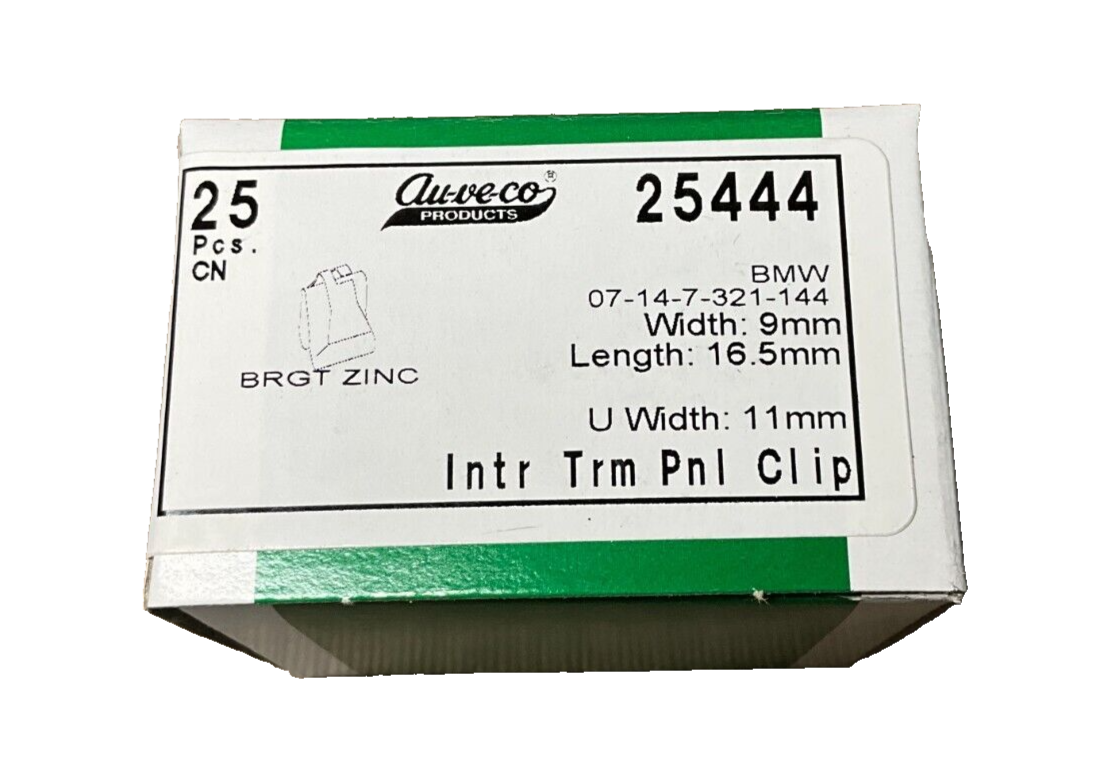 25
Pcs.
CN
au-ve-co®
PRODUCTS
25444
BMW
07-14-7-321-144
Width: 9mm
Length: 16.5mm
BRGT ZINC
U Width: 11mm
Intr Trm Pnl Clip